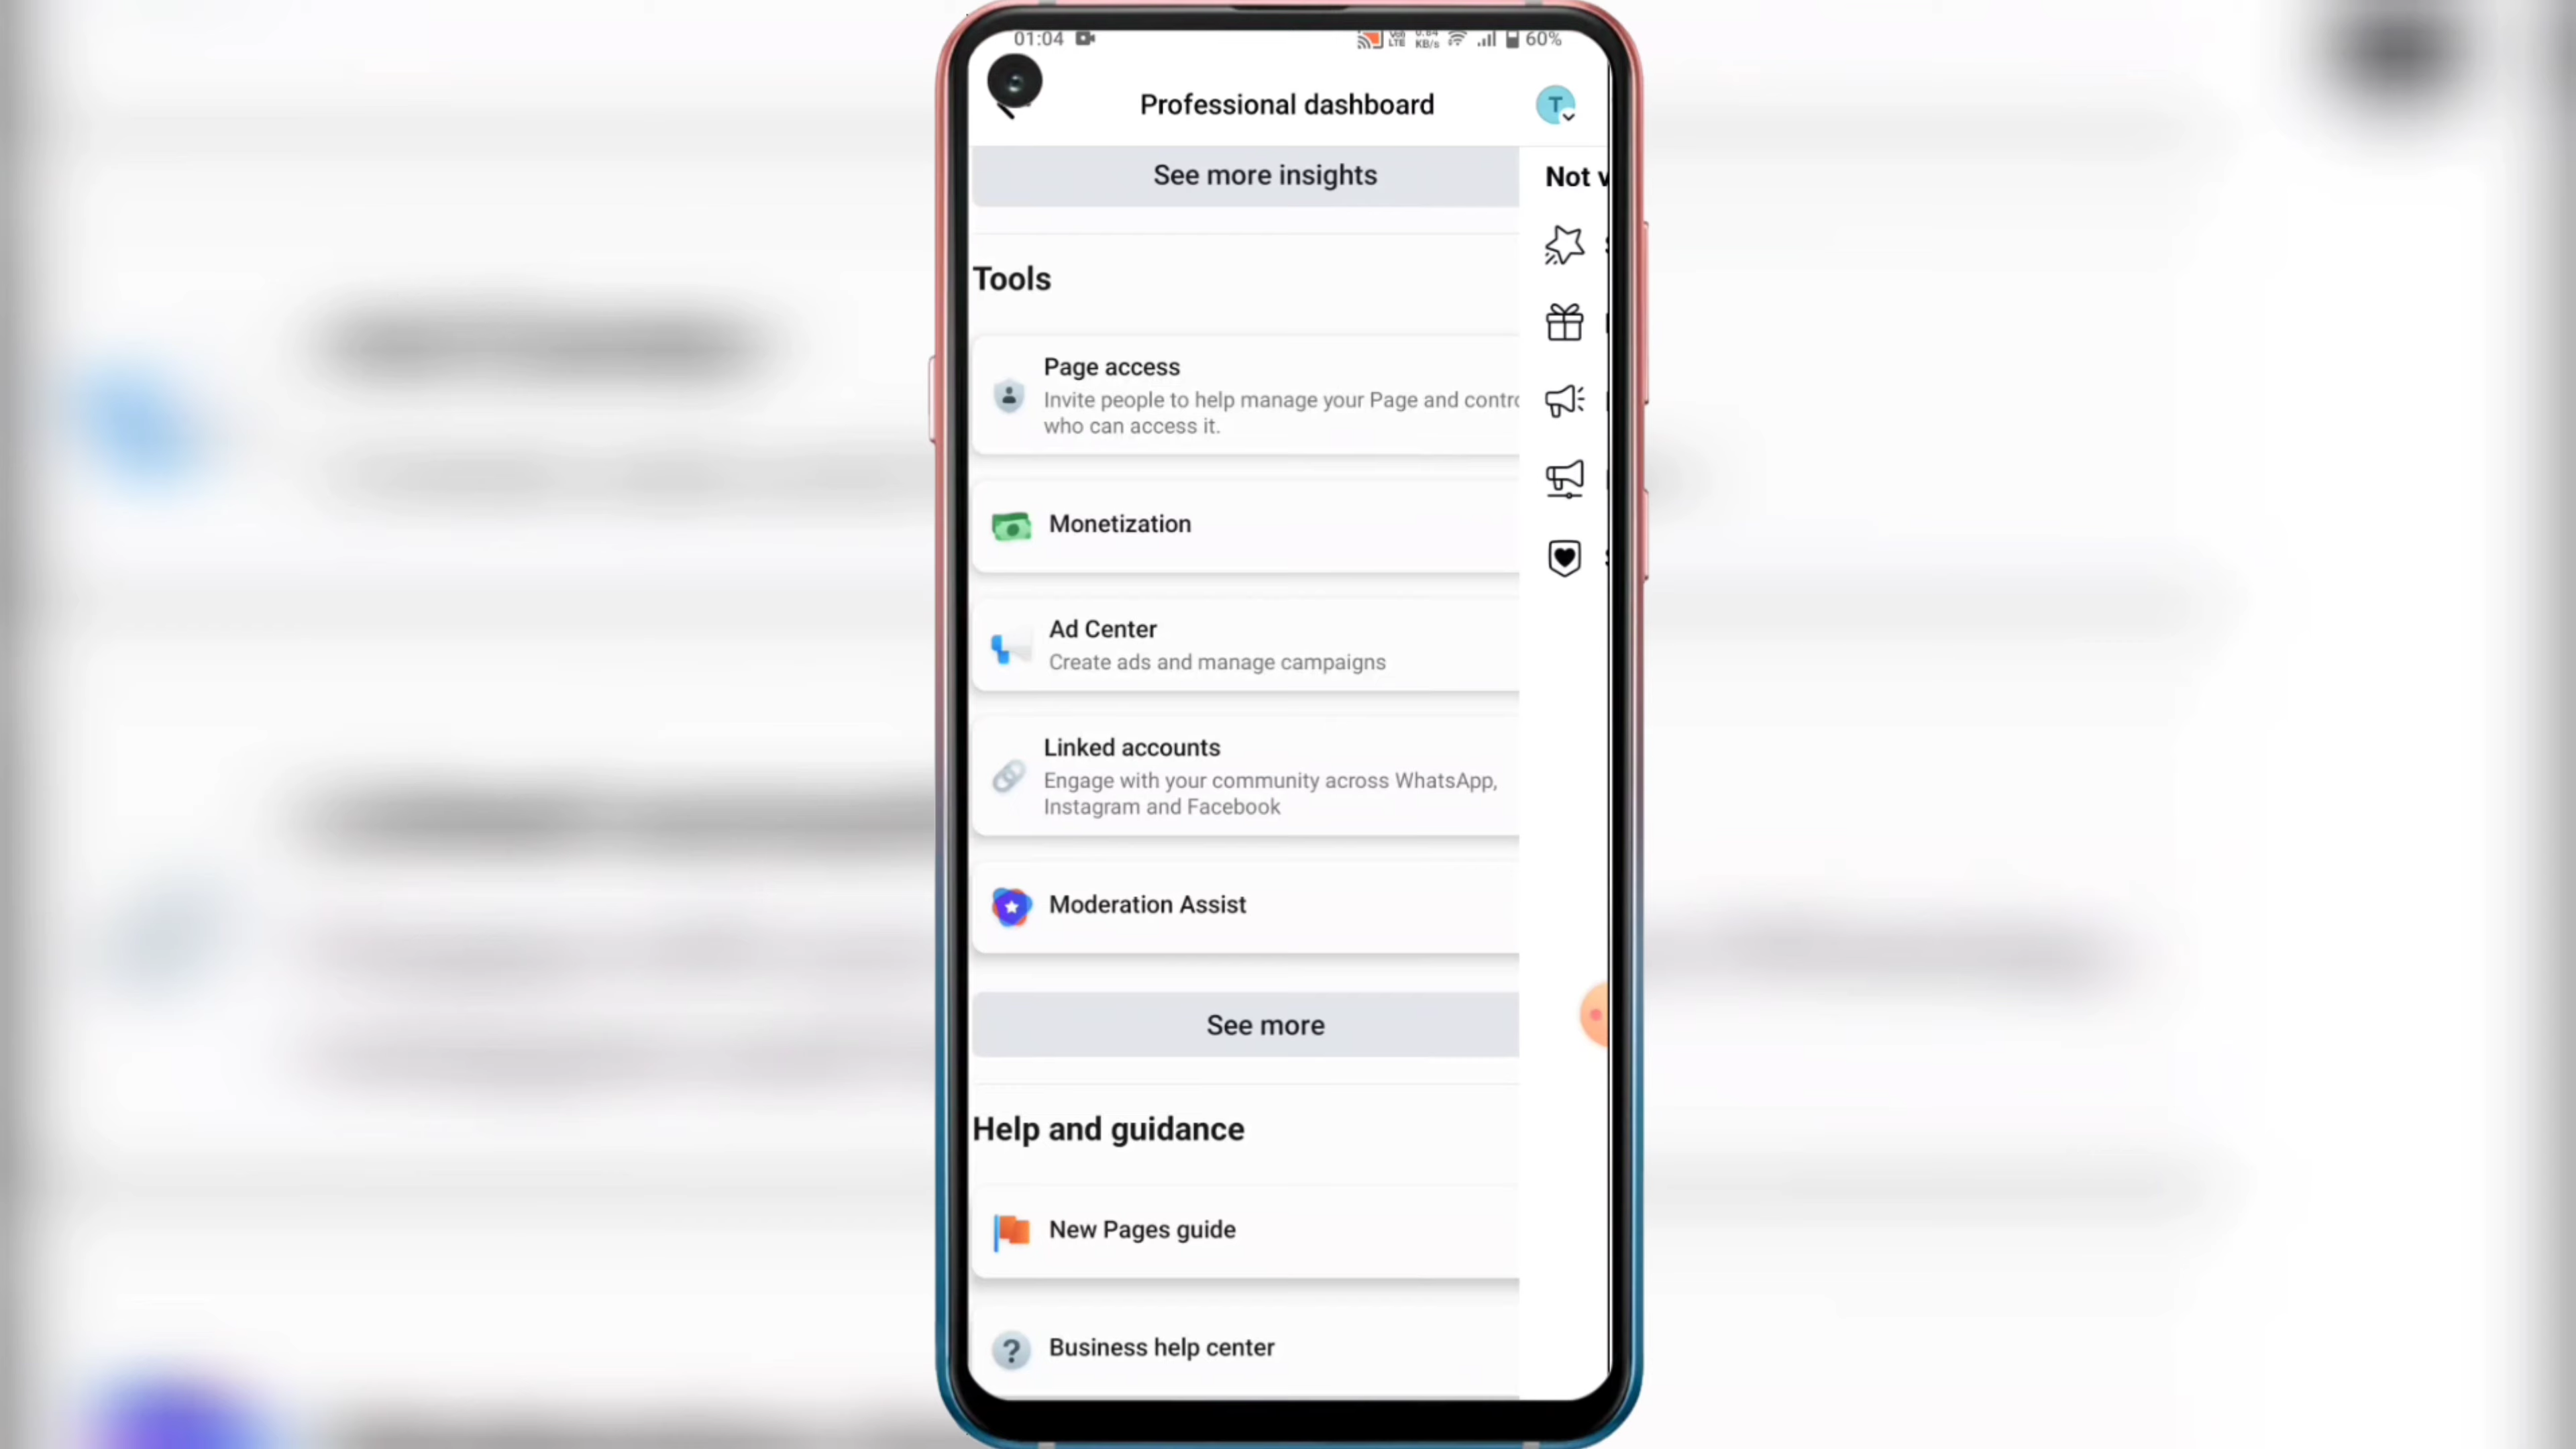 01:04
60%
Professional dashboard
T
See more insights
Not
Tools
Page access
Invite people to help manage your Page and
who can access it.
Monetization
Ad Center
Create ads and manage campaigns
Linked accounts
Engage with your community across WhatsApp,
Instagram and Facebook
Moderation Assist
See more
Help and guidance
New Pages guide
Business help center